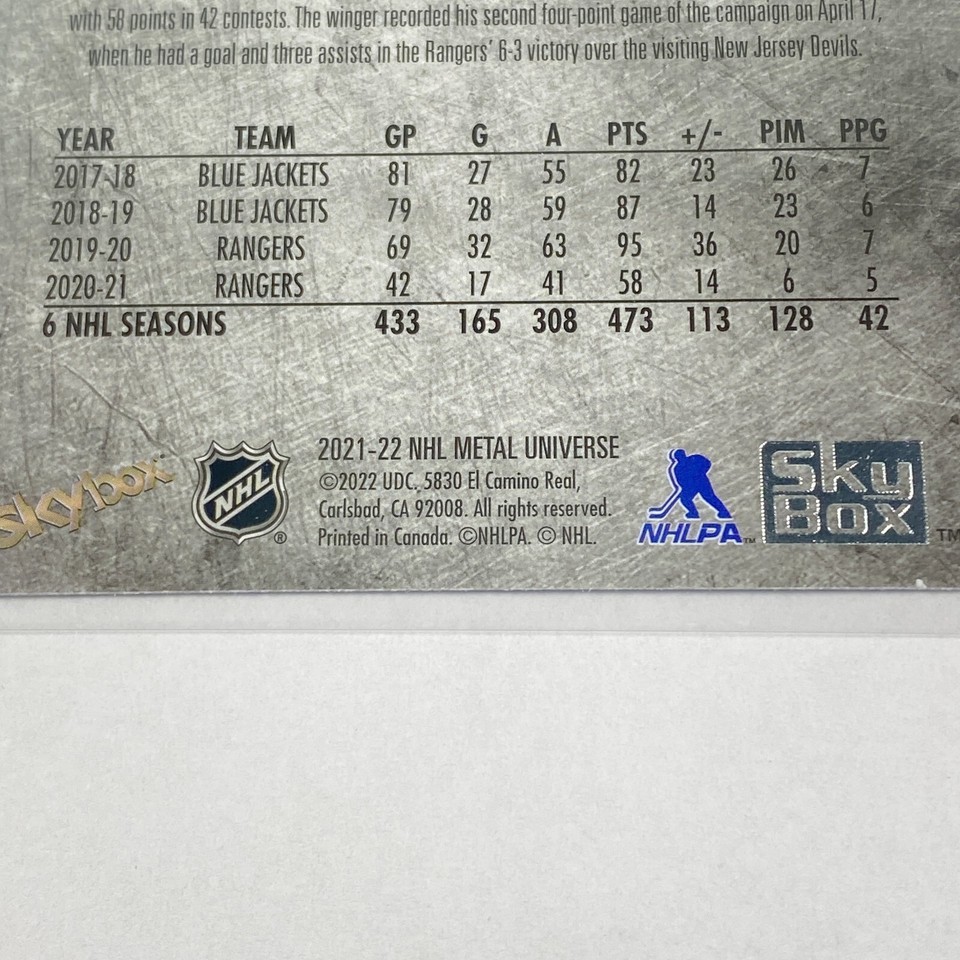 with 58 points in 42 contests. The winger recorded his second four-point game of the campaign on April 17,
when he had a goal and three assists in the Rangers' 6-3 victory over the visiting New Jersey Devils.
YEAR TEAM GP G A PTS +/- PIM PPG
2017-18 BLUE JACKETS 81 27 55 82 23 26 7
2018-19 BLUE JACKETS 79 28 59 87 14 23 6
2019-20 RANGERS 69 32 63 95 36 20 7
2020-21 RANGERS 42 17 41 58 14 6 5
6 NHL SEASONS 433 165 308 473 113 128 42
skybox™
NHL ®
2021-22 NHL METAL UNIVERSE
©2022 UDC, 5830 El Camino Real,
Carlsbad, CA 92008. All rights reserved.
Printed in Canada. ©NHLPA. © NHL.
NHLPA™
Sky
Box TM